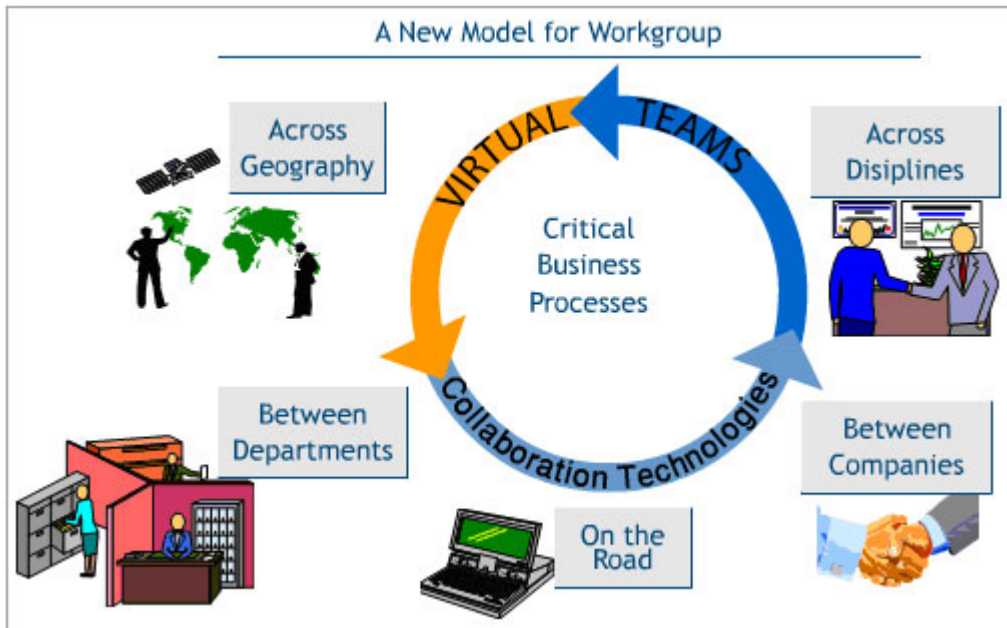 A New Model for Workgroup
Across
Geography
VIRTUAL
TEAMS
Across
Disiplines
Critical
Business
Processes
Between
Departments
Collaboration Technologies
Between
Companies
On the
Road